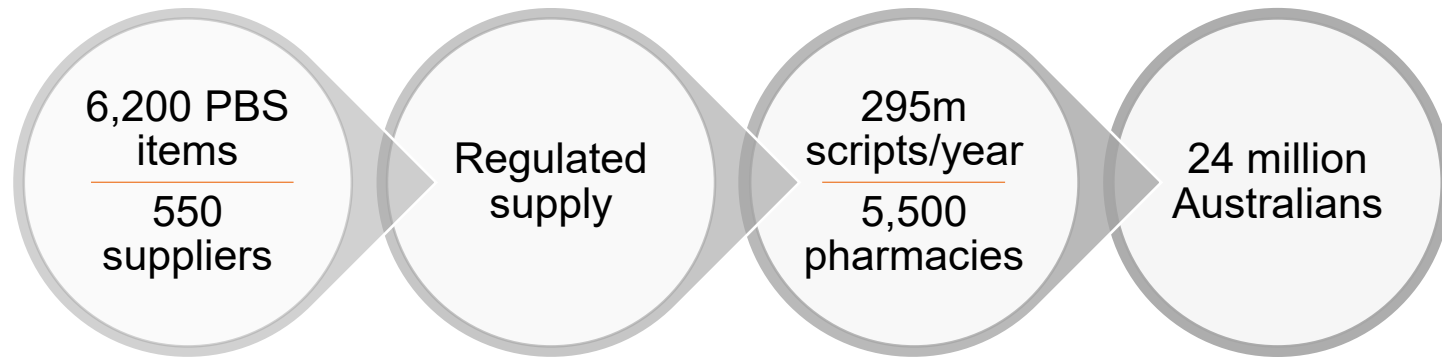 6,200 PBS
items
550
suppliers
Regulated
supply
295m
scripts/year
5,500
pharmacies
24 million
Australians